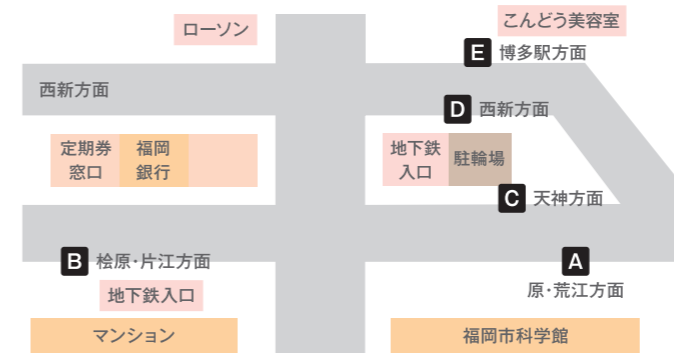 ローソン
こんどう美容室
E 博多駅方面
西新方面
D 西新方面
定期券
窓口
福岡
銀行
地下鉄
入口
駐輪場
C 天神方面
B 桧原・片江方面
A
原・荒江方面
地下鉄入口
マンション
福岡市科学館